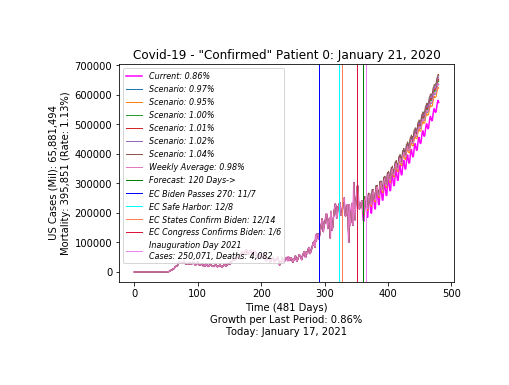 Covid-19 - "Confirmed" Patient 0: January 21, 2020
US Cases (Mill): 65,881,494
Mortality: 395,851 (Rate: 1.13%)
700000
600000
500000
400000
300000
200000
100000
0
Current: 0.86%
Scenario: 0.97%
Scenario: 0.95%
Scenario: 1.00%
Scenario: 1.01%
Scenario: 1.02%
Scenario: 1.04%
Weekly Average: 0.98%
Forecast: 120 Days->
EC Biden Passes 270: 11/7
EC Safe Harbor: 12/8
EC States Confirm Biden: 12/14
EC Congress Confirms Biden: 1/6
Inauguration Day 2021
Cases: 250,071, Deaths: 4,082
0 100 200 300 400 500
Time (481 Days)
Growth per Last Period: 0.86%
Today: January 17, 2021